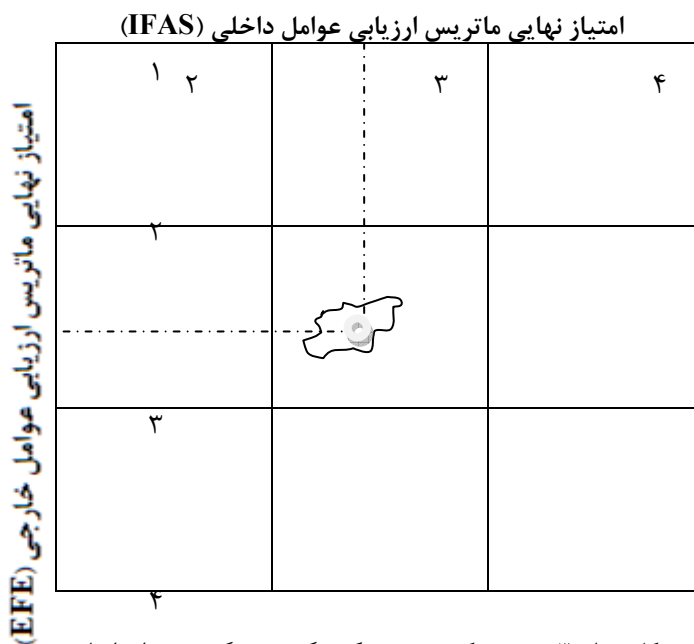 امتیاز نهایی ماتریس ارزیابی عوامل داخلی (IFAS)
۱ ۲ ۳ ۴
۲
۳
۴
امتیاز نهایی ماتریس ارزیابی عوامل خارجی (EFE)